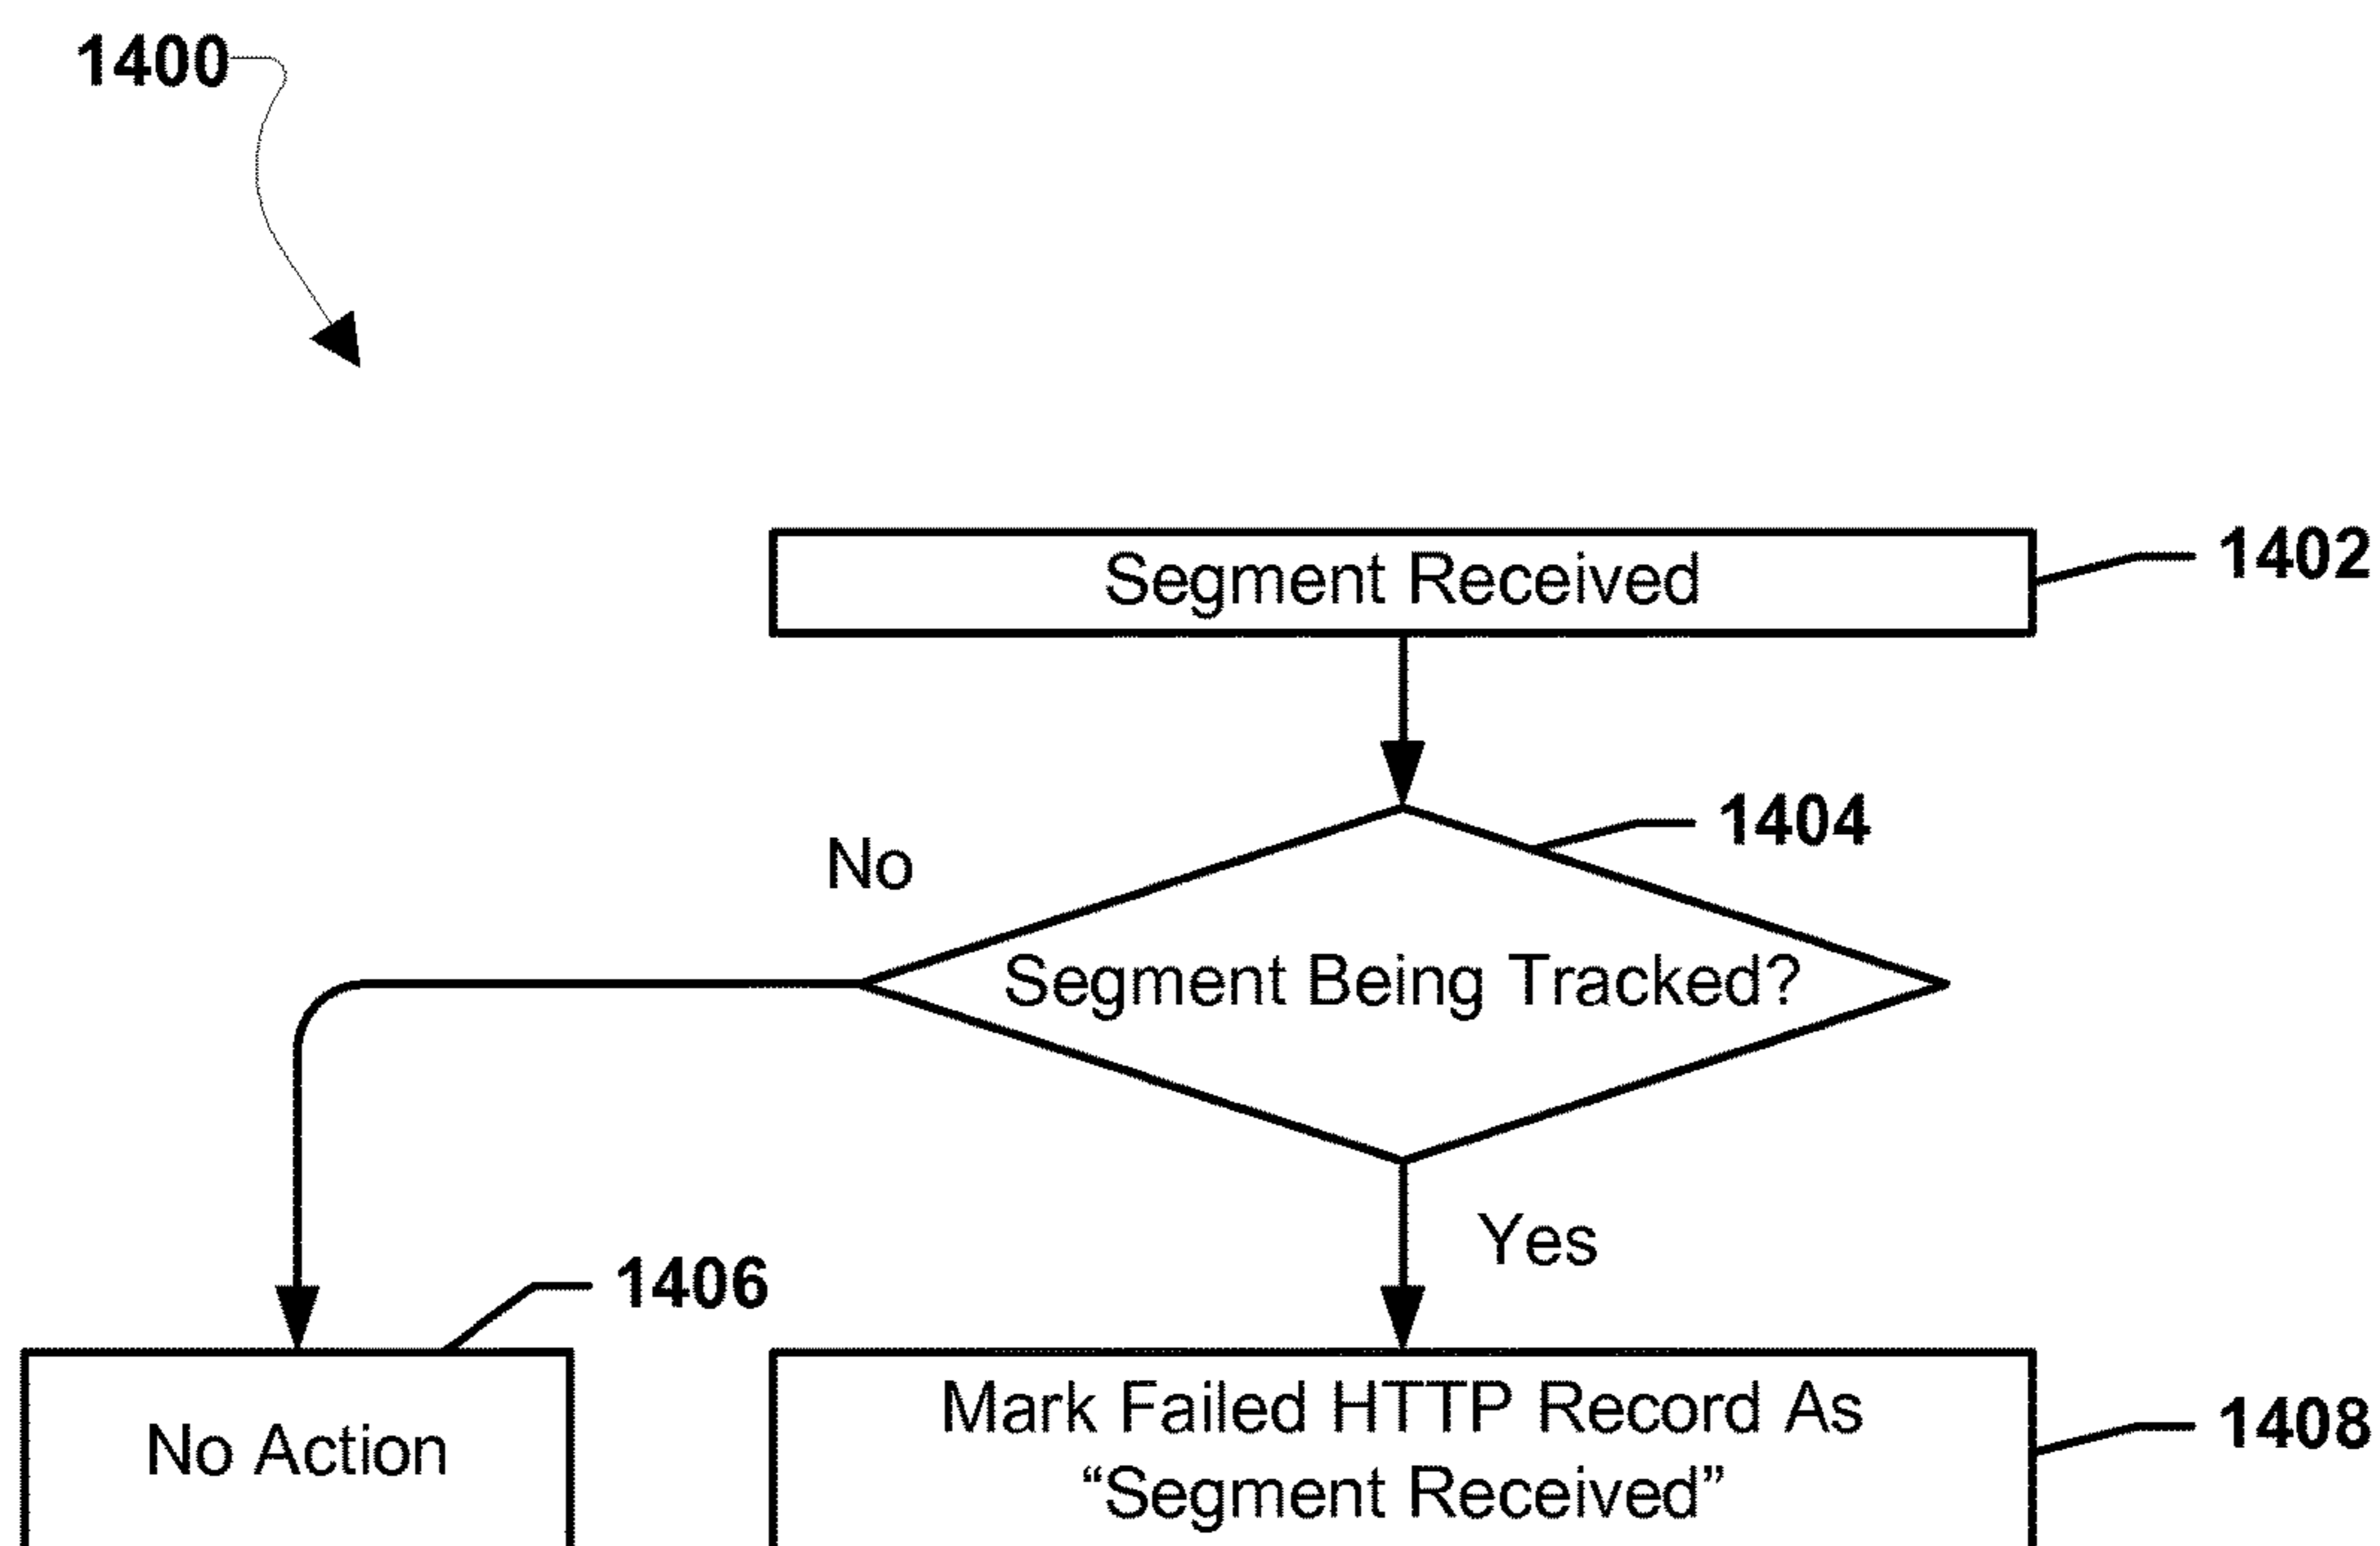 1400
Segment Received
1402
1404
No
Segment Being Tracked?
Yes
1406
No Action
Mark Failed HTTP Record As
“Segment Received”
1408